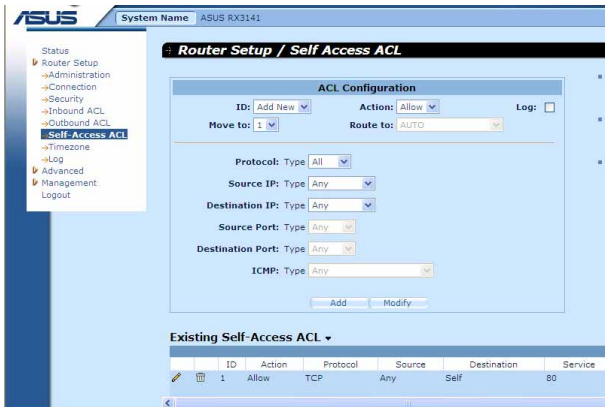 ASUS
System Name ASUS RX3141
Status
Router Setup
Administration
Connection
Security
Inbound ACL
Outbound ACL
Self-Access ACL
Timezone
Log
Advanced
Management
Logout
Router Setup / Self Access ACL
ACL Configuration
ID: Add New Action: Allow Log:
Move to: 1 Route to: AUTO
Protocol: Type All
Source IP: Type Any
Destination IP: Type Any
Source Port: Type Any
Destination Port: Type Any
ICMP: Type Any
Add Modify
Existing Self-Access ACL
ID Action Protocol Source Destination Service
1 Allow TCP Any Self 80